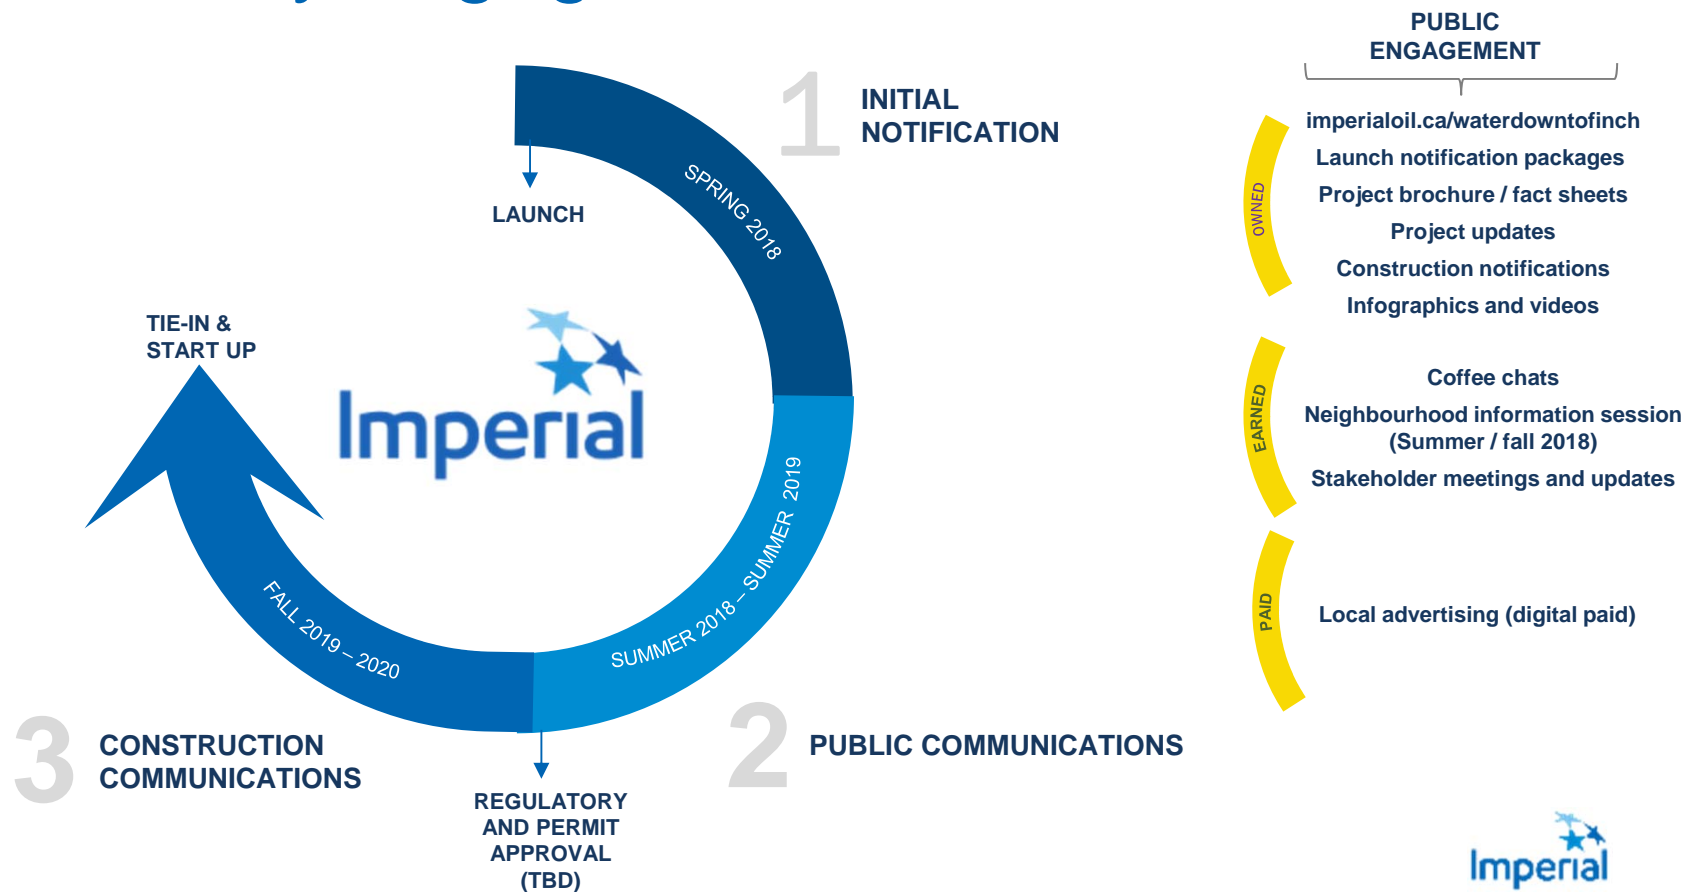 1
INITIAL
NOTIFICATION
SPRING 2018
LAUNCH
TIE-IN &
START UP
Imperial
SUMMER 2018 – SUMMER 2019
FALL 2019 – 2020
3
CONSTRUCTION
COMMUNICATIONS
2
PUBLIC COMMUNICATIONS
REGULATORY
AND PERMIT
APPROVAL
(TBD)
PUBLIC
ENGAGEMENT
OWNED
imperialoil.ca/waterdowntofinch
Launch notification packages
Project brochure / fact sheets
Project updates
Construction notifications
Infographics and videos
EARNED
Coffee chats
Neighbourhood information session
(Summer / fall 2018)
Stakeholder meetings and updates
PAID
Local advertising (digital paid)
Imperial